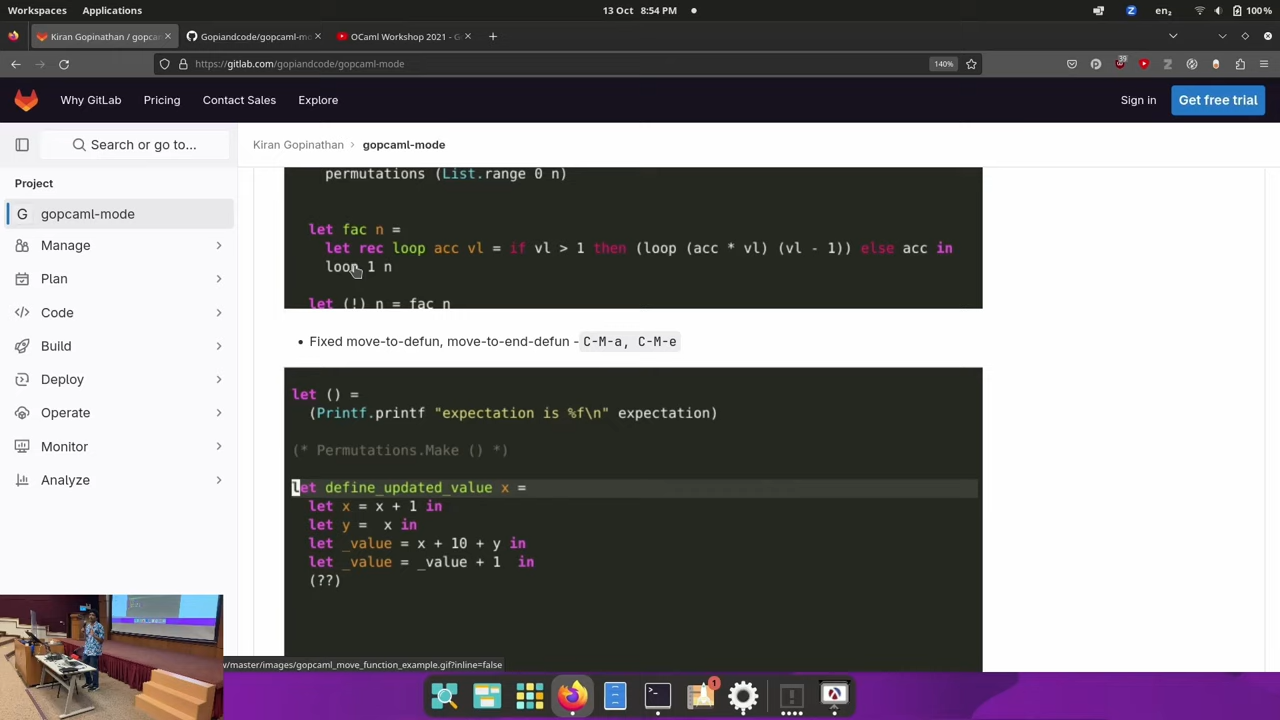 Workspaces
Applications
13 Oct 8:54 PM
en₂
100 %
Kiran Gopinathan / gopca
Gopiandcode/gopcaml-m
OCaml Workshop 2021 - G
https://gitlab.com/gopiandcode/gopcaml-mode
140%
39
Why GitLab
Pricing
Contact Sales
Explore
Sign in
Get free trial
Search or go to...
Kiran Gopinathan
gopcaml-mode
Project
G gopcaml-mode
Manage
Plan
Code
Build
Deploy
Operate
Monitor
Analyze
permutations (List.range 0 n)
let fac n =
let rec loop acc vl = if vl > 1 then (loop (acc * vl) (vl - 1)) else acc in
loop 1 n
let (!) n = fac n
• Fixed move-to-defun, move-to-end-defun - C-M-a, C-M-e
let () =
(Printf.printf "expectation is %f\n" expectation)
(* Permutations.Make () *)
let define_updated_value x =
let x = x + 1 in
let y =  x in
let _value = x + 10 + y in
let _value = _value + 1  in
(??)
w/master/images/gopcaml_move_function_example.gif?inline=false
1